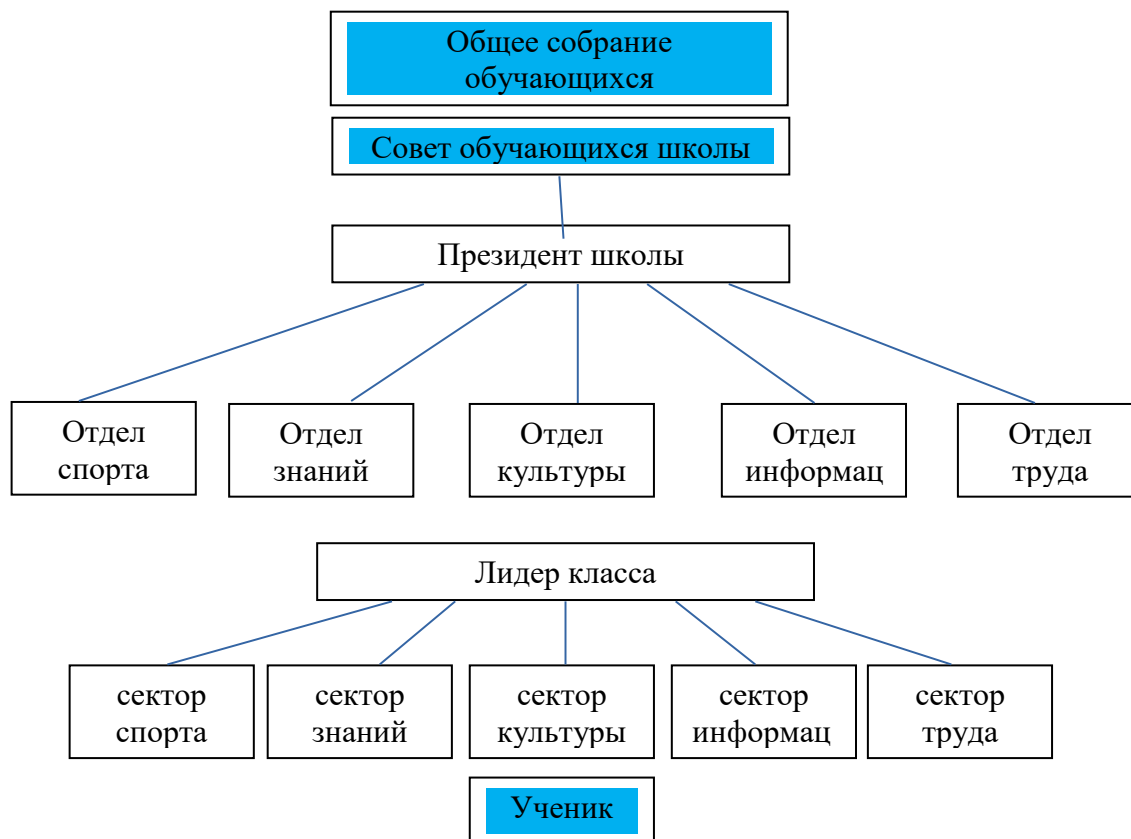 Общее собрание
обучающихся
Совет обучающихся школы
Президент школы
Отдел
спорта
Отдел
знаний
Отдел
культуры
Отдел
информац
Отдел
труда
Лидер класса
сектор
спорта
сектор
знаний
сектор
культуры
сектор
информац
сектор
труда
Ученик